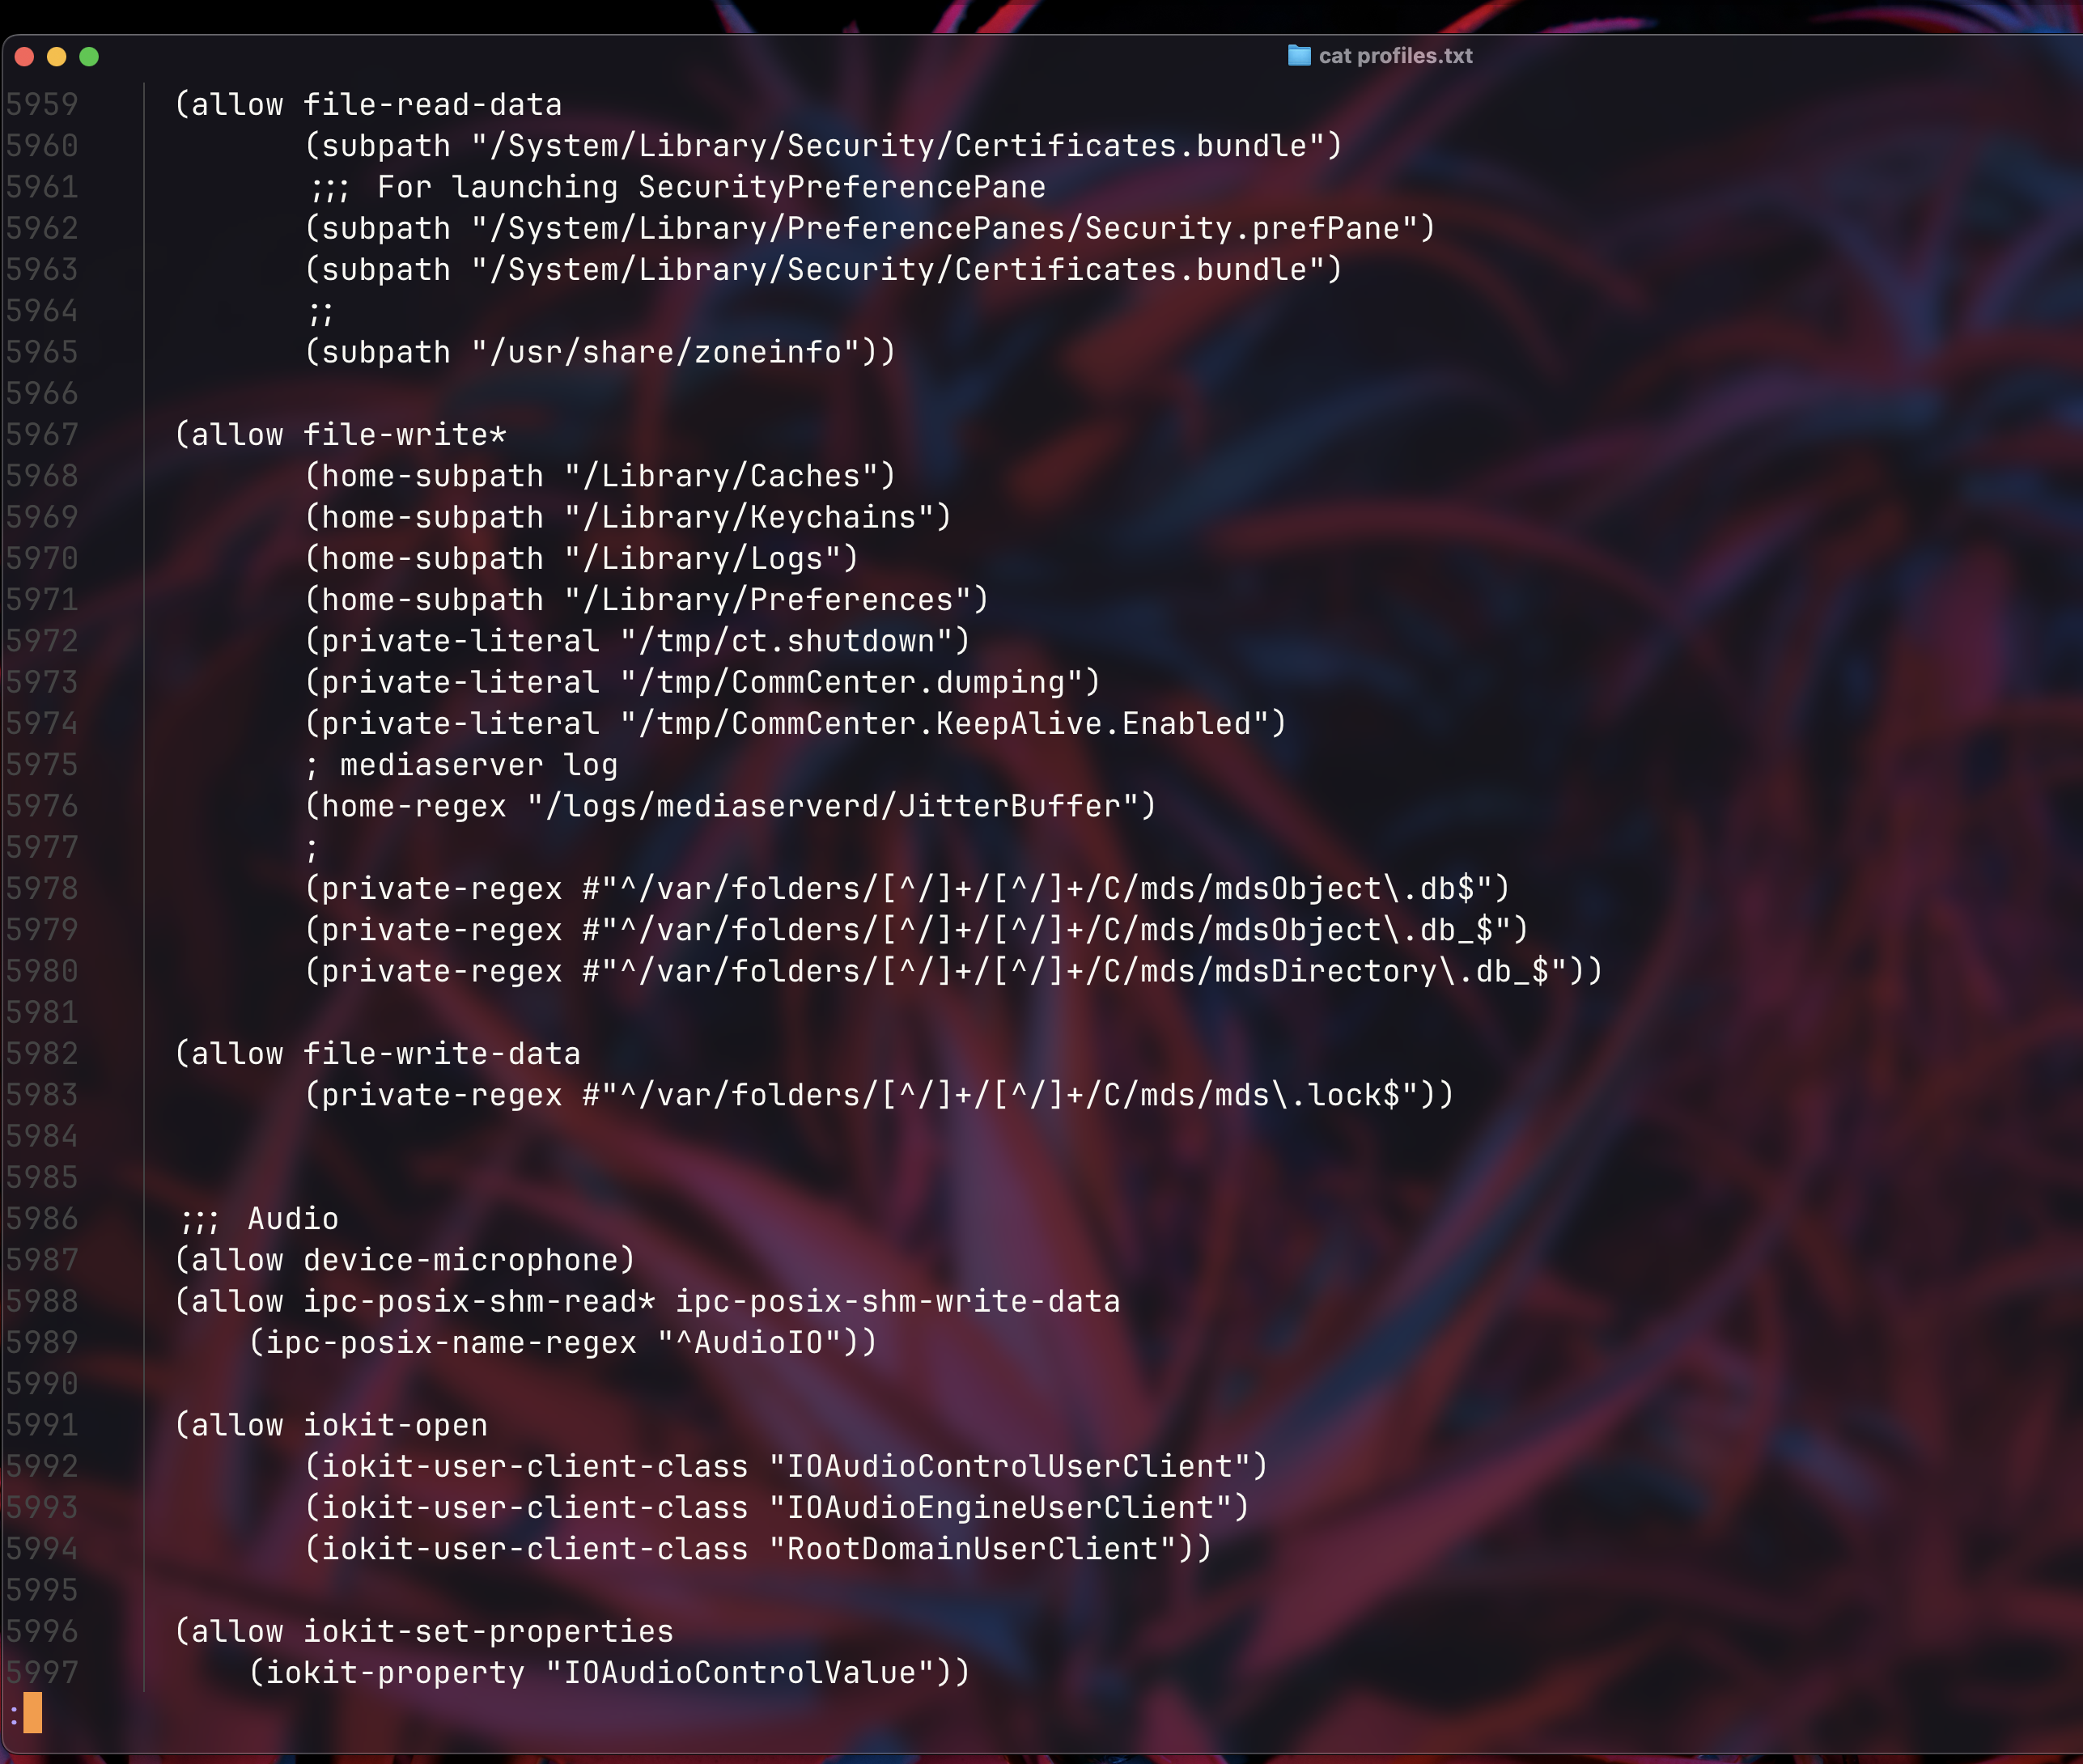 cat profiles.txt
5959 (allow file-read-data
5960 (subpath "/System/Library/Security/Certificates.bundle")
5961 ;;; For launching SecurityPreferencePane
5962 (subpath "/System/Library/PreferencePanes/Security.prefPane")
5963 (subpath "/System/Library/Security/Certificates.bundle")
5964 ;;
5965 (subpath "/usr/share/zoneinfo"))
5966
5967 (allow file-write*
5968 (home-subpath "/Library/Caches")
5969 (home-subpath "/Library/Keychains")
5970 (home-subpath "/Library/Logs")
5971 (home-subpath "/Library/Preferences")
5972 (private-literal "/tmp/ct.shutdown")
5973 (private-literal "/tmp/CommCenter.dumping")
5974 (private-literal "/tmp/CommCenter.KeepAlive.Enabled")
5975 ; mediaserver log
5976 (home-regex "/logs/mediaserverd/JitterBuffer")
5977 ;
5978 (private-regex #"^/var/folders/[^/]+/[^/]+/C/mds/mdsObject\.db$")
5979 (private-regex #"^/var/folders/[^/]+/[^/]+/C/mds/mdsObject\.db_$")
5980 (private-regex #"^/var/folders/[^/]+/[^/]+/C/mds/mdsDirectory\.db_$"))
5981
5982 (allow file-write-data
5983 (private-regex #"^/var/folders/[^/]+/[^/]+/C/mds/mds\.lock$"))
5984
5985
5986 ;;; Audio
5987 (allow device-microphone)
5988 (allow ipc-posix-shm-read* ipc-posix-shm-write-data
5989 (ipc-posix-name-regex "^AudioIO"))
5990
5991 (allow iokit-open
5992 (iokit-user-client-class "IOAudioControlUserClient")
5993 (iokit-user-client-class "IOAudioEngineUserClient")
5994 (iokit-user-client-class "RootDomainUserClient"))
5995
5996 (allow iokit-set-properties
5997 (iokit-property "IOAudioControlValue"))
: